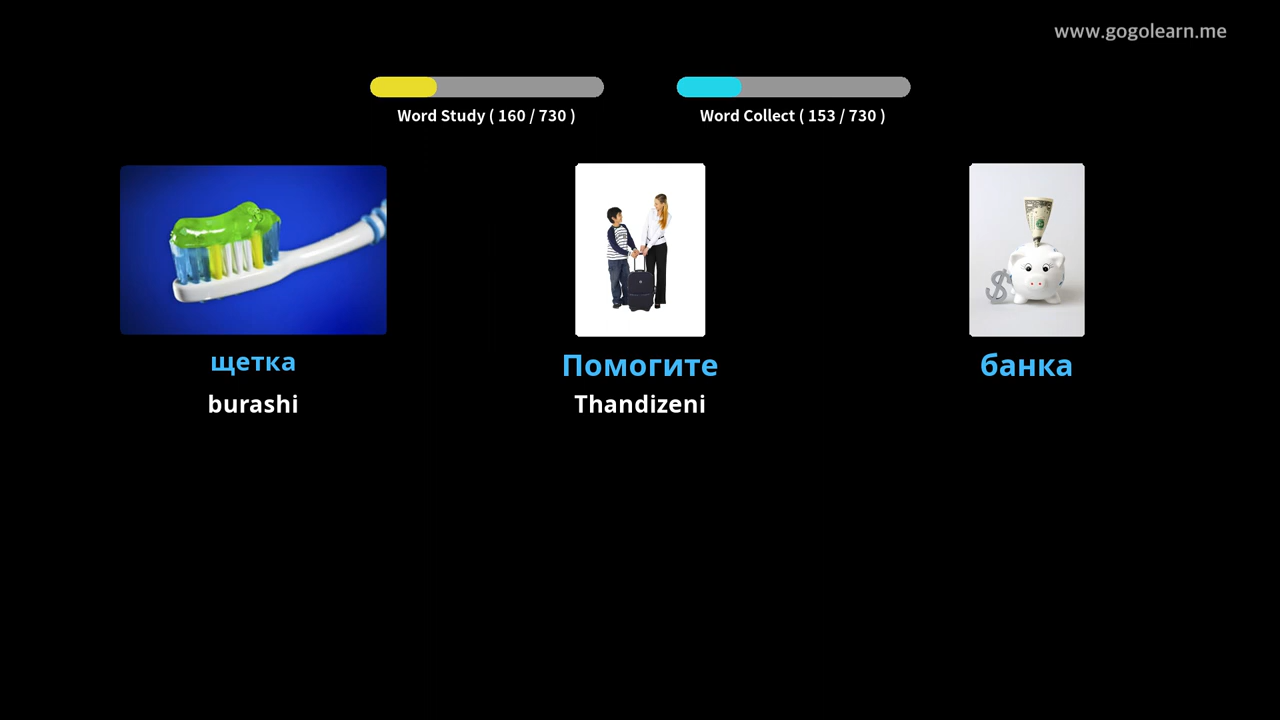 www.gogolearn.me
Word Study ( 160 / 730 )
Word Collect ( 153 / 730 )
щетка
burashi
Помогите
Thandizeni
банка